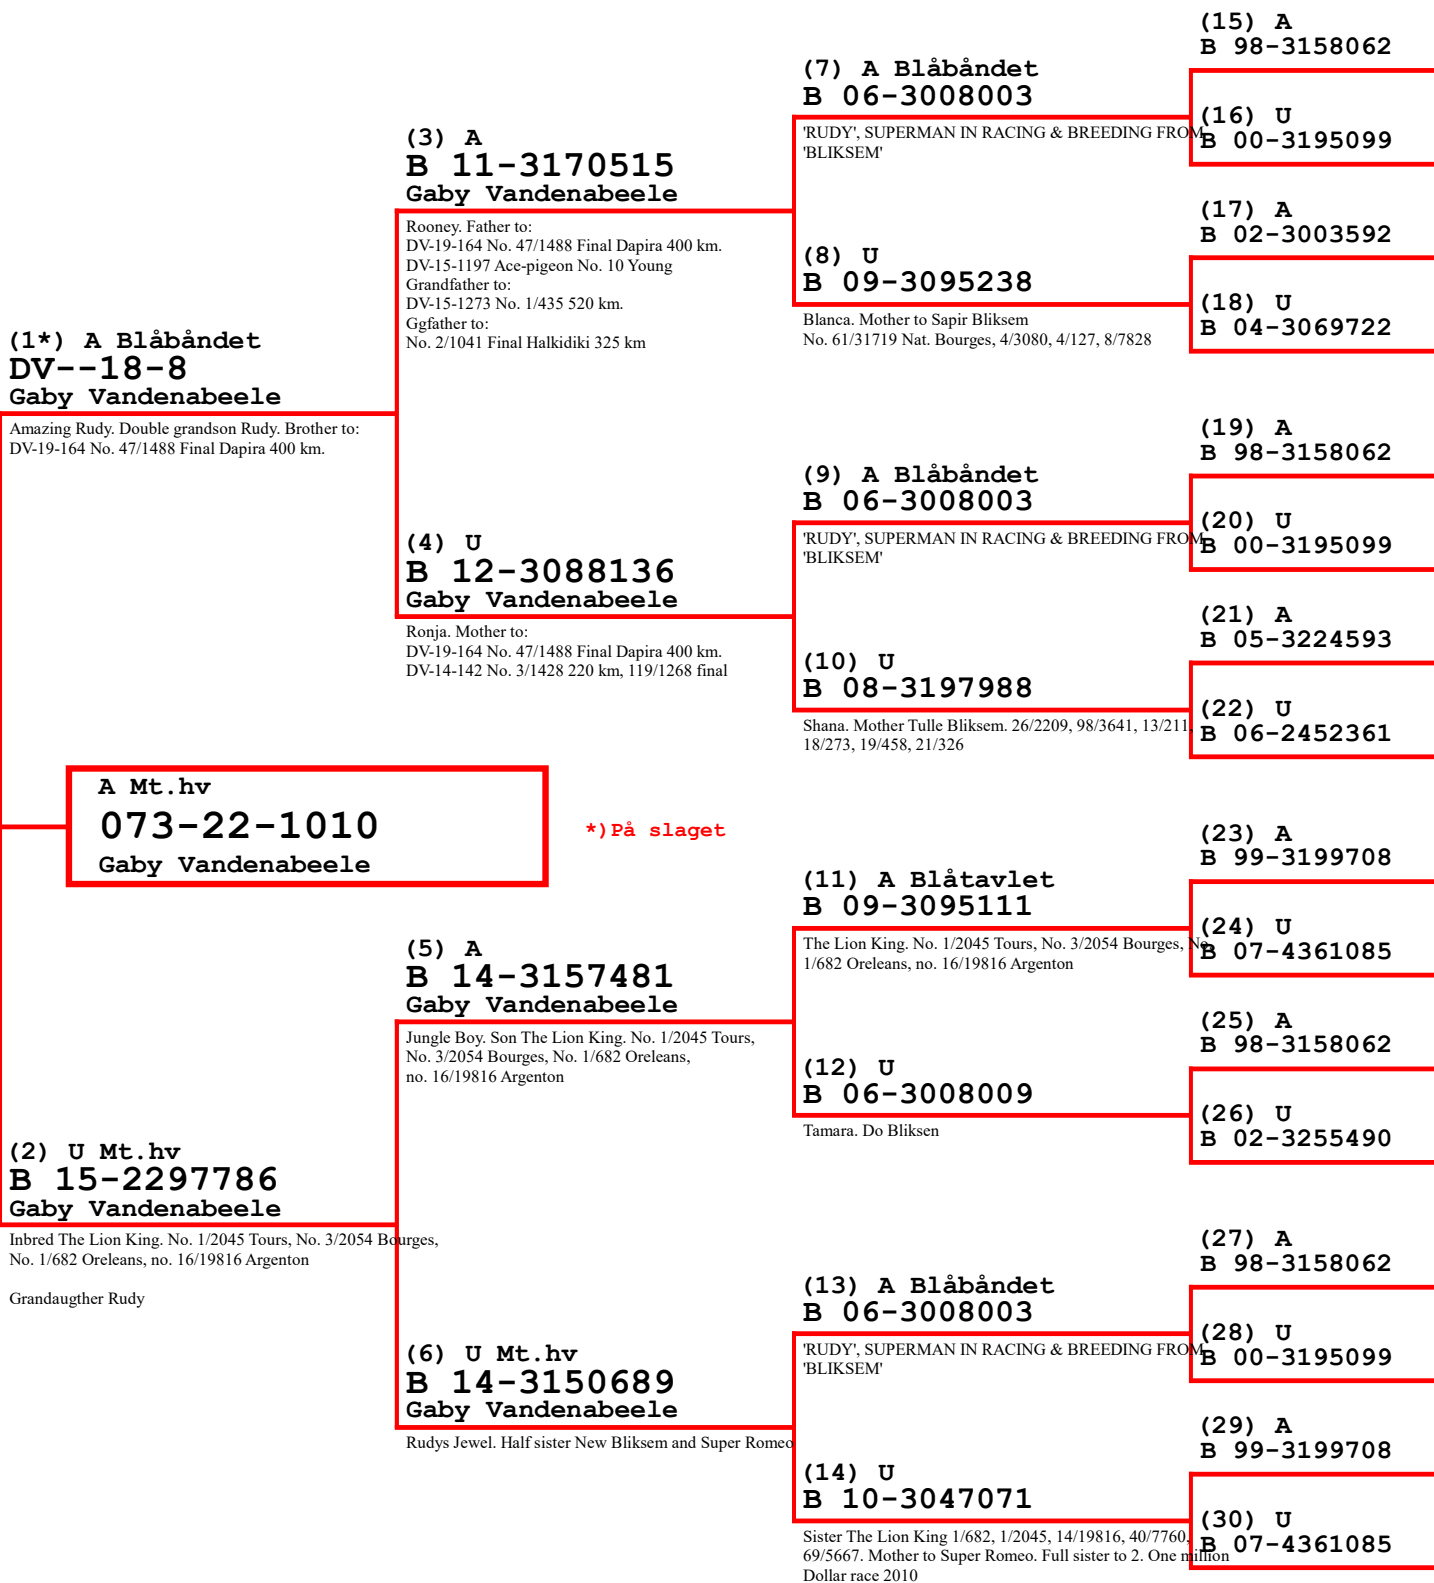 (1*) A Blåbåndet
DV--18-8
Gaby Vandenabeele
Amazing Rudy. Double grandson Rudy. Brother to:
DV-19-164 No. 47/1488 Final Dapira 400 km.
A Mt.hv
073-22-1010
Gaby Vandenabeele
*)På slaget
(2) U Mt.hv
B 15-2297786
Gaby Vandenabeele
Inbred The Lion King. No. 1/2045 Tours, No. 3/2054 Bourges,
No. 1/682 Oreleans, no. 16/19816 Argenton
Grandaugther Rudy
(3) A
B 11-3170515
Gaby Vandenabeele
Rooney. Father to:
DV-19-164 No. 47/1488 Final Dapira 400 km.
DV-15-1197 Ace-pigeon No. 10 Young
Grandfather to:
DV-15-1273 No. 1/435 520 km.
Ggfather to:
No. 2/1041 Final Halkidiki 325 km
(4) U
B 12-3088136
Gaby Vandenabeele
Ronja. Mother to:
DV-19-164 No. 47/1488 Final Dapira 400 km.
DV-14-142 No. 3/1428 220 km, 119/1268 final
(5) A
B 14-3157481
Gaby Vandenabeele
Jungle Boy. Son The Lion King. No. 1/2045 Tours,
No. 3/2054 Bourges, No. 1/682 Oreleans,
no. 16/19816 Argenton
(6) U Mt.hv
B 14-3150689
Gaby Vandenabeele
Rudys Jewel. Half sister New Bliksem and Super Romeo
(7) A Blåbåndet
B 06-3008003
'RUDY', SUPERMAN IN RACING & BREEDING FROM
'BLIKSEM'
(8) U
B 09-3095238
Blanca. Mother to Sapir Bliksem
No. 61/31719 Nat. Bourges, 4/3080, 4/127, 8/7828
(9) A Blåbåndet
B 06-3008003
'RUDY', SUPERMAN IN RACING & BREEDING FROM
'BLIKSEM'
(10) U
B 08-3197988
Shana. Mother Tulle Bliksem. 26/2209, 98/3641, 13/211,
18/273, 19/458, 21/326
(11) A Blåtavlet
B 09-3095111
The Lion King. No. 1/2045 Tours, No. 3/2054 Bourges, No.
1/682 Oreleans, no. 16/19816 Argenton
(12) U
B 06-3008009
Tamara. Do Bliksen
(13) A Blåbåndet
B 06-3008003
'RUDY', SUPERMAN IN RACING & BREEDING FROM
'BLIKSEM'
(14) U
B 10-3047071
Sister The Lion King 1/682, 1/2045, 14/19816, 40/7760,
69/5667. Mother to Super Romeo. Full sister to 2. One million
Dollar race 2010
(15) A
B 98-3158062
(16) U
B 00-3195099
(17) A
B 02-3003592
(18) U
B 04-3069722
(19) A
B 98-3158062
(20) U
B 00-3195099
(21) A
B 05-3224593
(22) U
B 06-2452361
(23) A
B 99-3199708
(24) U
B 07-4361085
(25) A
B 98-3158062
(26) U
B 02-3255490
(27) A
B 98-3158062
(28) U
B 00-3195099
(29) A
B 99-3199708
(30) U
B 07-4361085